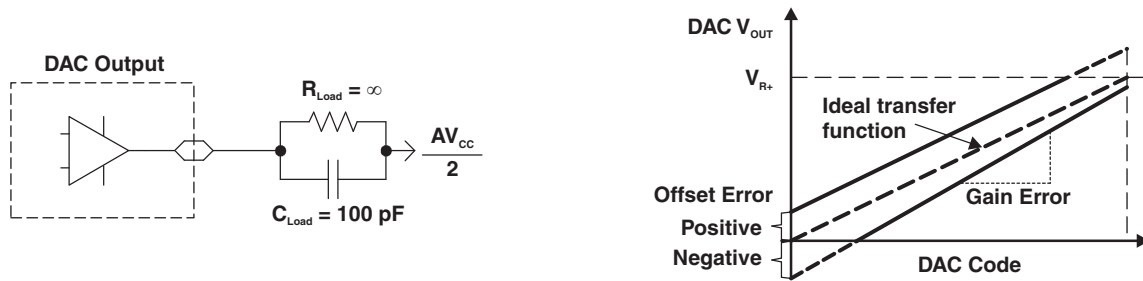 DAC Output
R_Load = ∞
AV_CC
2
C_Load = 100 pF
DAC V_OUT
V_R+
Ideal transfer
function
Offset Error
Positive
Negative
Gain Error
DAC Code